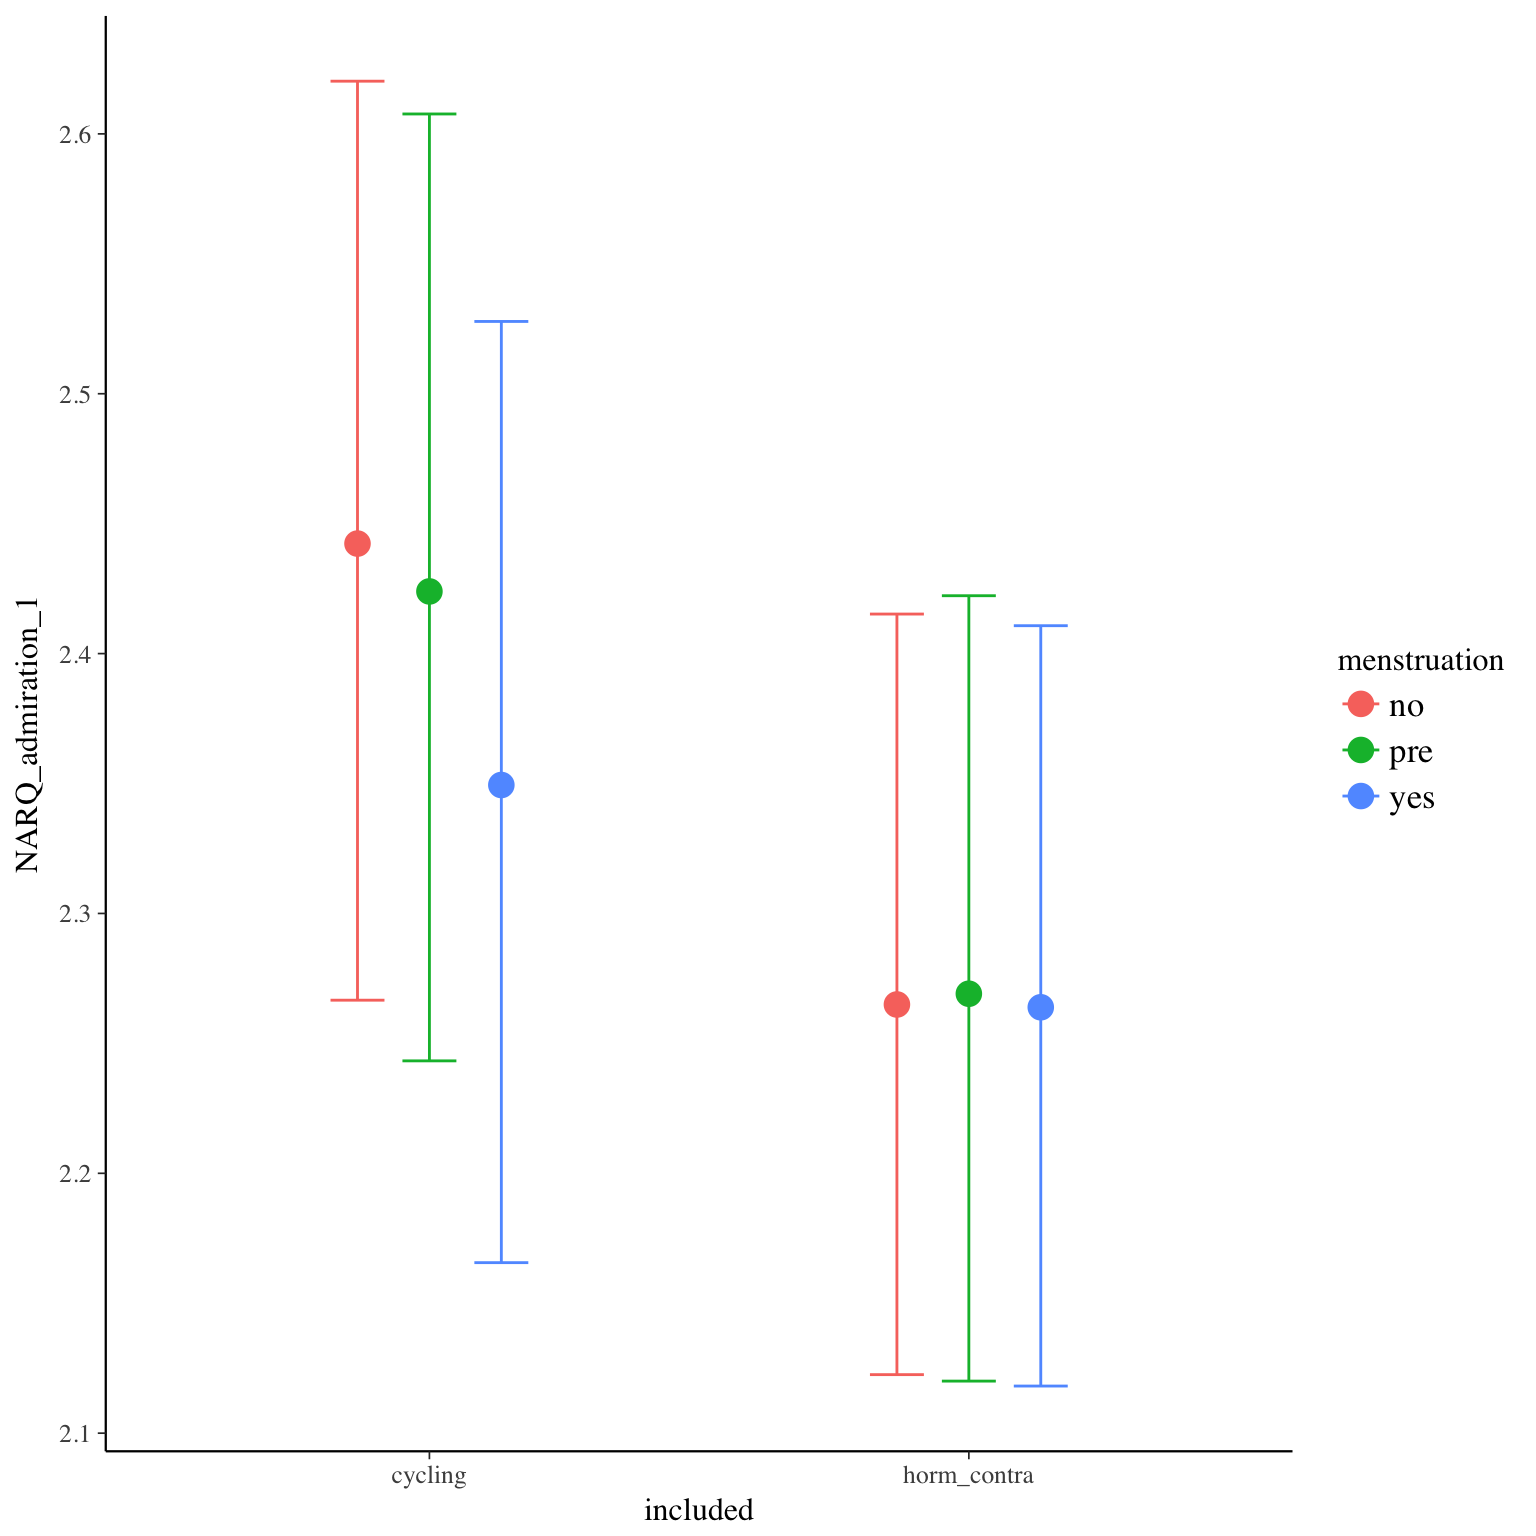 2.6
2.5
2.4
2.3
2.2
2.1
NARQ_admiration_1
cycling
horm_contra
included
menstruation
no
pre
yes